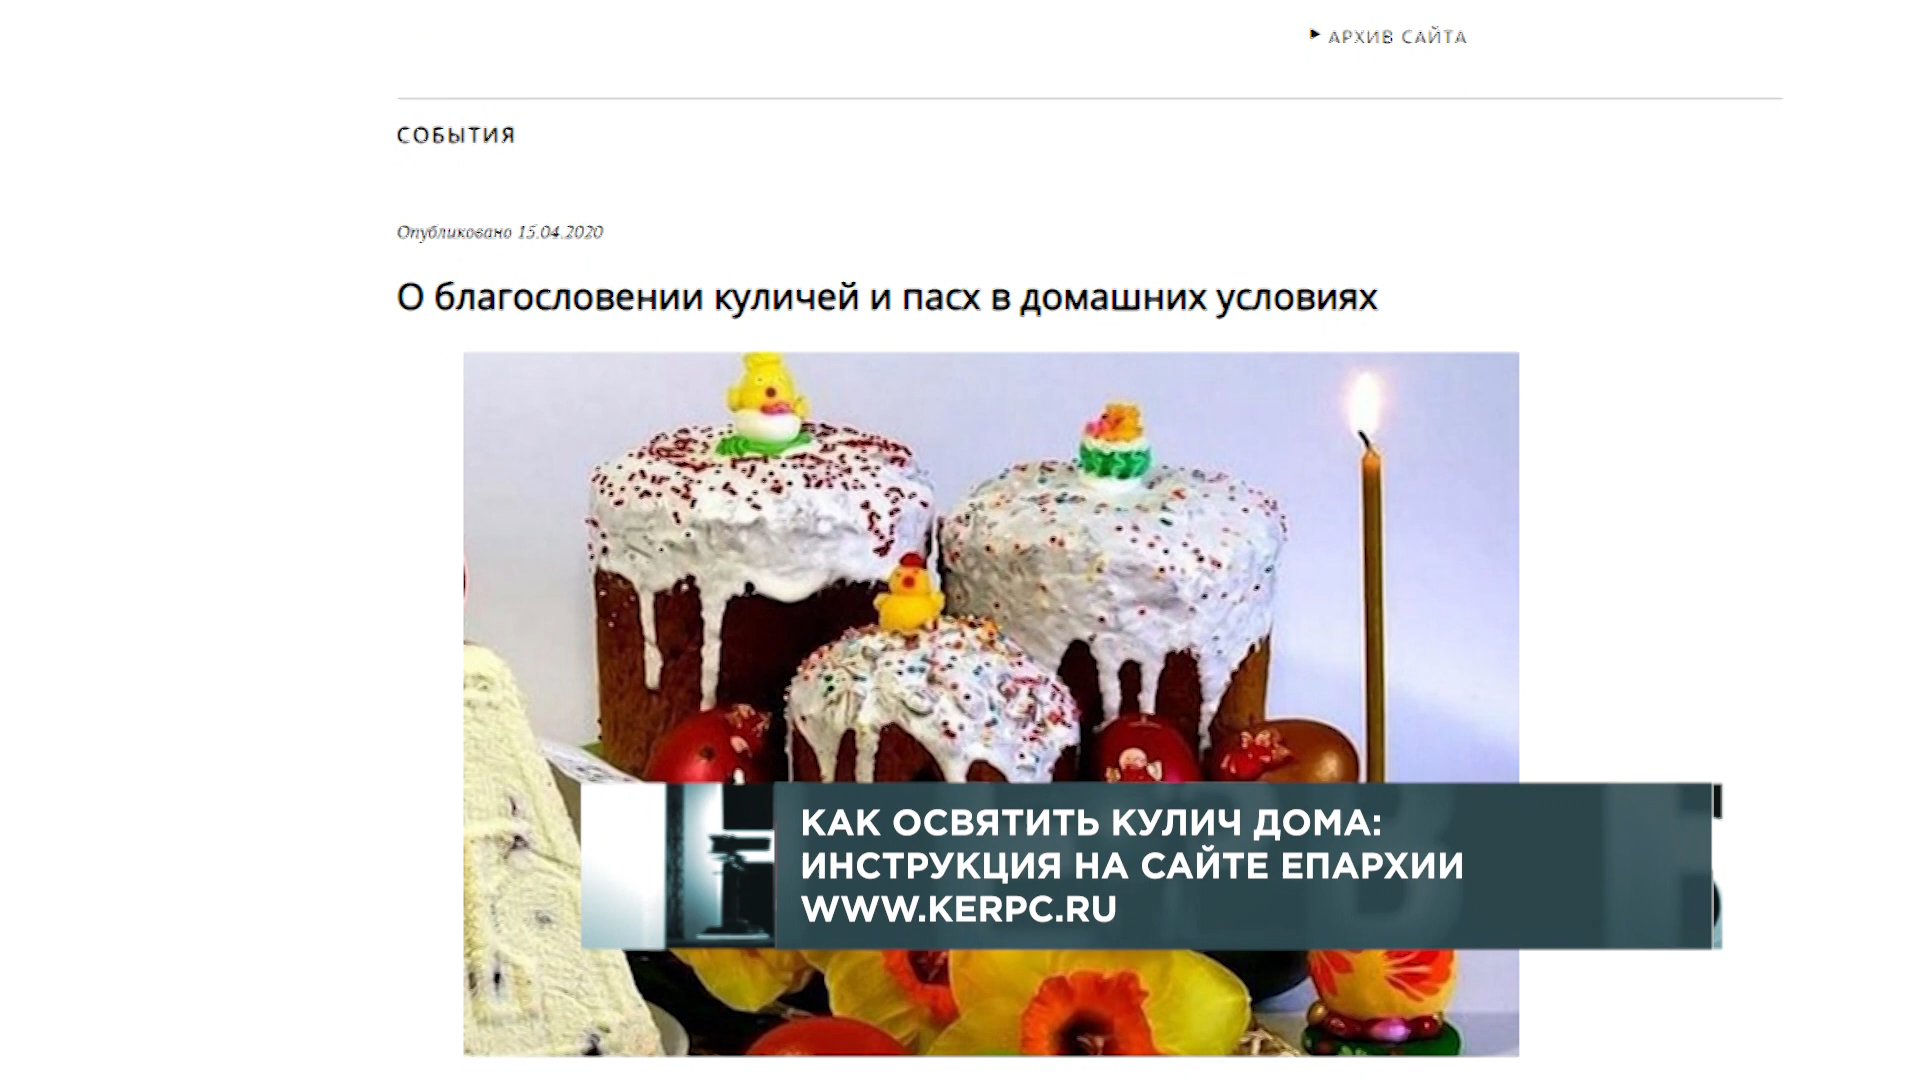 АРХИВ САЙТА
СОБЫТИЯ
Опубликовано 15.04.2020
О благословении куличей и пасх в домашних условиях
КАК ОСВЯТИТЬ КУЛИЧ ДОМА:
ИНСТРУКЦИЯ НА САЙТЕ ЕПАРХИИ
WWW.KERPC.RU